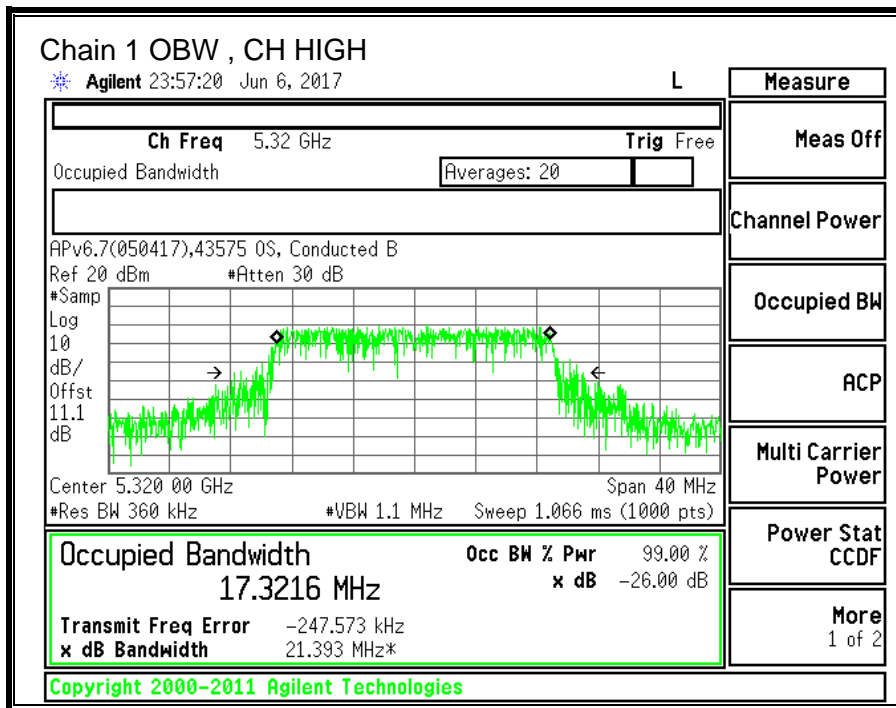 Chain 1 OBW , CH HIGH
Agilent 23:57:20 Jun 6, 2017 L
Measure
Ch Freq 5.32 GHz Trig Free
Occupied Bandwidth Averages: 20
APv6.7(050417),43575 OS, Conducted B
Ref 20 dBm #Atten 30 dB
#Samp
Log
10
dB/
Offst
11.1
dB
Center 5.320 00 GHz Span 40 MHz
#Res BW 360 kHz #VBW 1.1 MHz Sweep 1.066 ms (1000 pts)
Occupied Bandwidth Occ BW % Pwr 99.00 %
17.3216 MHz x dB -26.00 dB
Transmit Freq Error -247.573 kHz
x dB Bandwidth 21.393 MHz*
Copyright 2000-2011 Agilent Technologies
Meas Off
Channel Power
Occupied BW
ACP
Multi Carrier
Power
Power Stat
CCDF
More
1 of 2